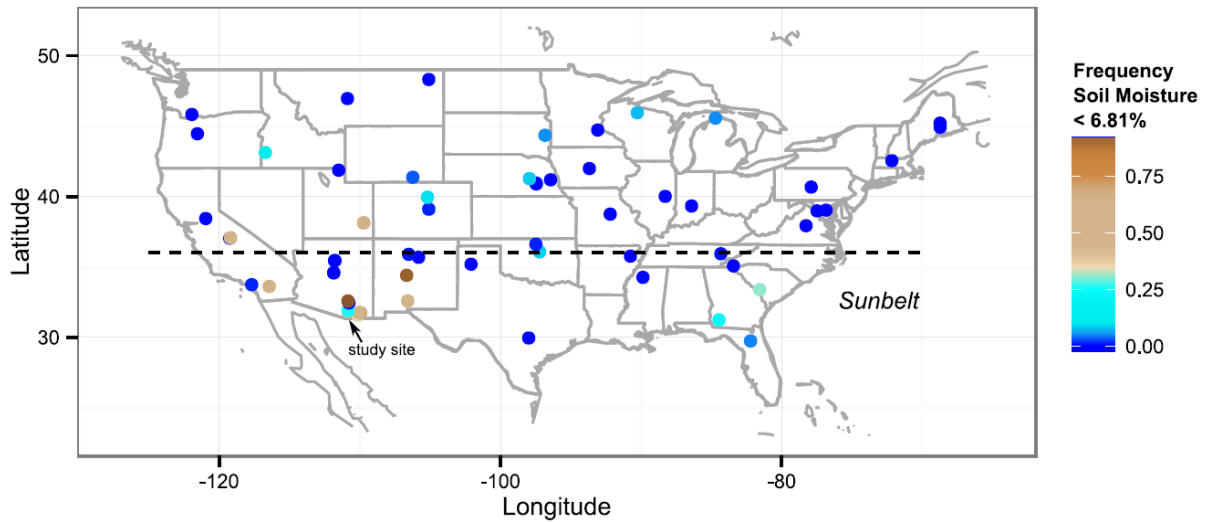 50
40
30
Latitude
-120
-100
-80
Longitude
Sunbelt
study site
Frequency
Soil Moisture
< 6.81%
0.75
0.50
0.25
0.00